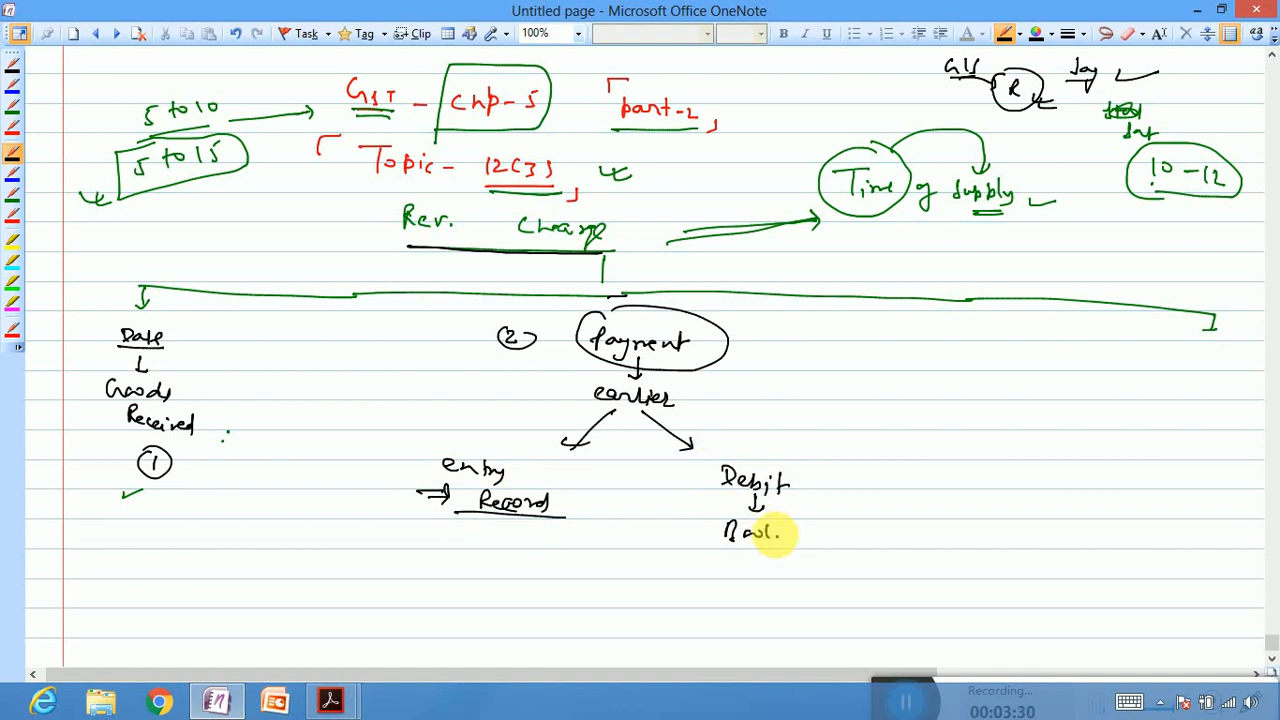 Untitled page - Microsoft Office OneNote
Task
Tag
Clip
100%
B I U
5 to 10
GST - Chp-5
part-2
R
5 to 15
Topic - 12(3)
Time of supply
10-12
Rev. Charge
Date
Goods
Received
1
2
Payment
earlier
entry
Record
Debit
Recording...
00:03:30